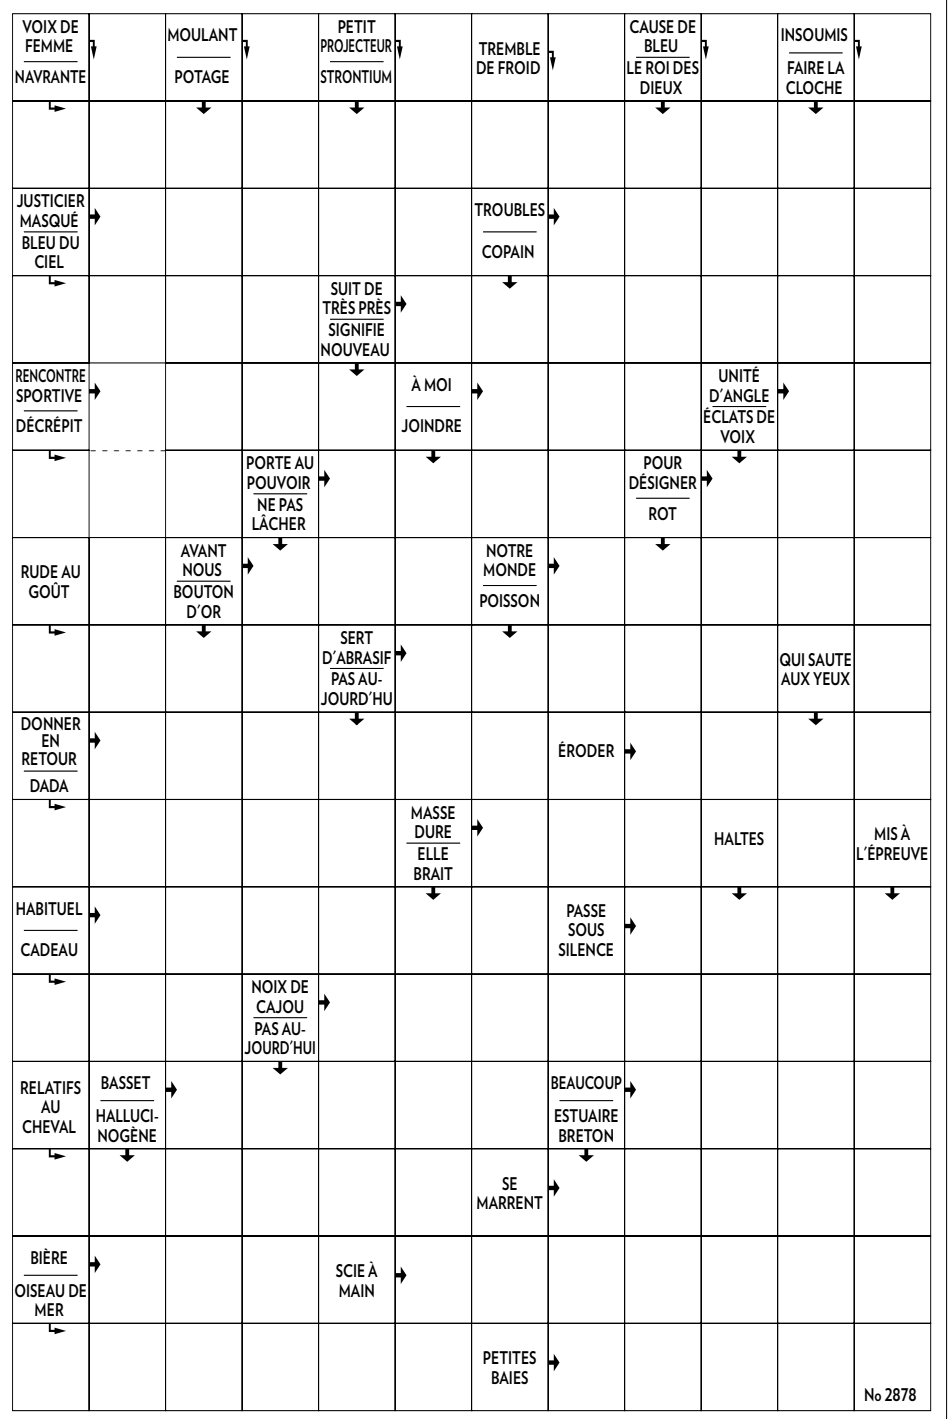 VOIX DE
FEMME
NAVRANTE
MOULANT
POTAGE
PETIT
PROJECTEUR
STRONTIUM
TREMBLE
DE FROID
CAUSE DE
BLEU
LE ROI DES
DIEUX
INSOUMIS
FAIRE LA
CLOCHE
JUSTICIER
MASQUÉ
BLEU DU
CIEL
TROUBLES
COPAIN
SUIT DE
TRÈS PRÈS
SIGNIFIE
NOUVEAU
RENCONTRE
SPORTIVE
DÉCRÉPIT
À MOI
JOINDRE
UNITÉ
D'ANGLE
ÉCLATS DE
VOIX
PORTE AU
POUVOIR
NE PAS
LÂCHER
POUR
DÉSIGNER
ROT
RUDE AU
GOÛT
AVANT
NOUS
BOUTON
D'OR
NOTRE
MONDE
POISSON
SERT
D'ABRASIF
PAS AU-
JOURD'HU
QUI SAUTE
AUX YEUX
DONNER
EN
RETOUR
DADA
ÉRODER
MASSE
DURE
ELLE
BRAIT
HALTES
MIS À
L'ÉPREUVE
HABITUEL
CADEAU
PASSE
SOUS
SILENCE
NOIX DE
CAJOU
PAS AU-
JOURD'HUI
RELATIFS
AU
CHEVAL
BASSET
HALLUCI-
NOGÈNE
BEAUCOUP
ESTUAIRE
BRETON
SE
MARRENT
BIÈRE
OISEAU DE
MER
SCIE À
MAIN
PETITES
BAIES
No 2878